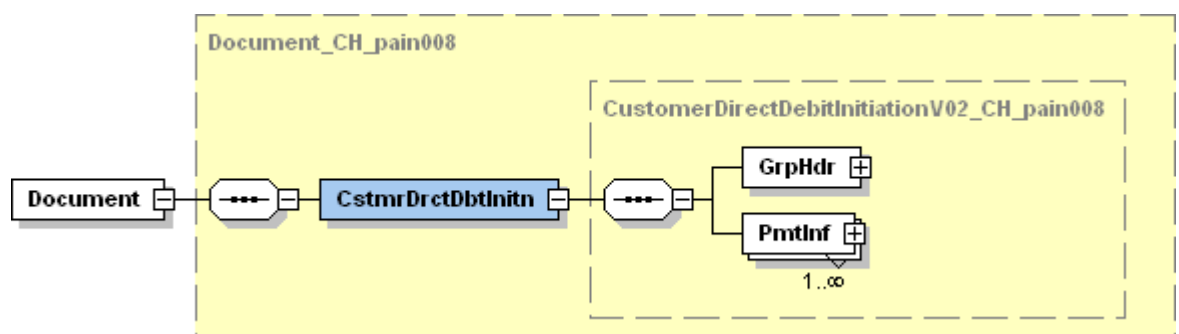 Document_CH_pain008
CustomerDirectDebitInitiationV02_CH_pain008
GrpHdr
Document
CstmrDrctDbtInitn
PmtInf
1..∞